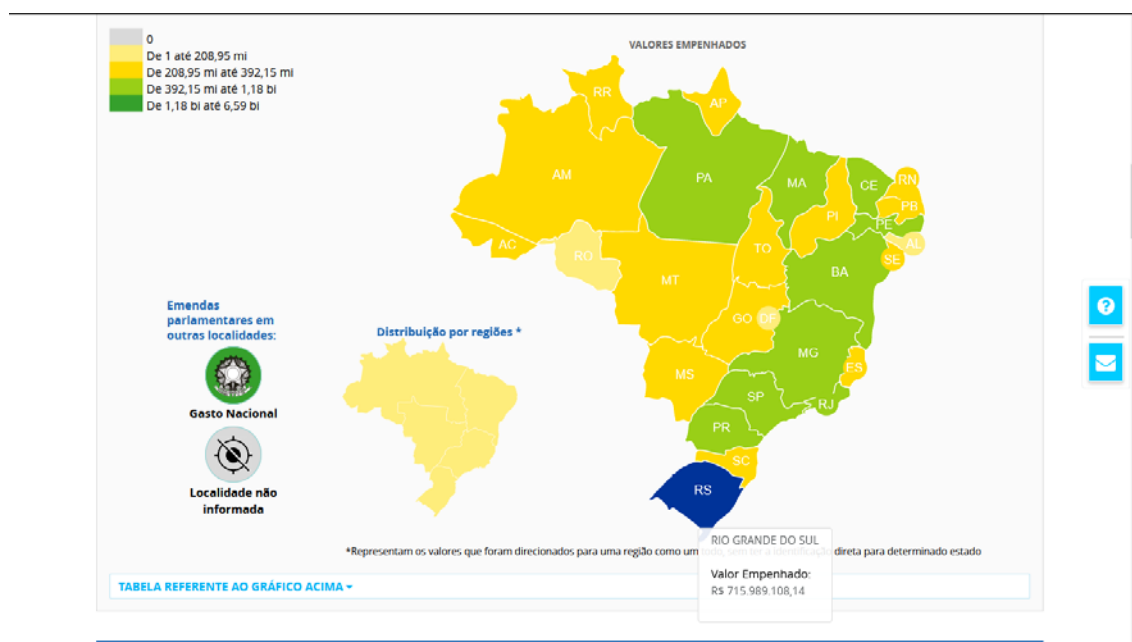 0
De 1 até 208,95 mi
De 208,95 mi até 392,15 mi
De 392,15 mi até 1,18 bi
De 1,18 bi até 6,59 bi
VALORES EMPENHADOS
RR
AP
AM
PA
MA
CE
RN
PB
PI
PE
AC
RO
TO
AL
SE
MT
BA
GO
DF
MG
MS
ES
SP
RJ
PR
SC
RS
Emendas
parlamentares em
outras localidades:
Gasto Nacional
Localidade não
informada
Distribuição por regiões *
RIO GRANDE DO SUL
*Representam os valores que foram direcionados para uma região como um todo, sem ter a identificação direta para determinado estado
Valor Empenhado:
R$ 715.989.108,14
TABELA REFERENTE AO GRÁFICO ACIMA
?